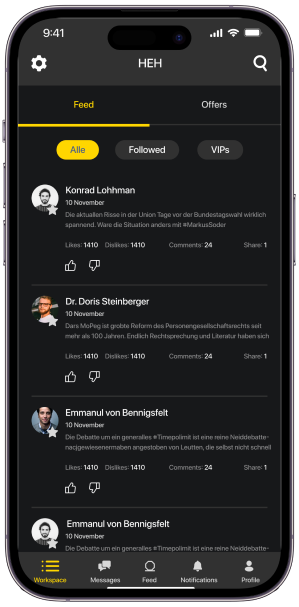 9:41
HEH
Feed Offers
Alle Followed VIPs
Konrad Lohhman
10 November
Die aktuallen Risse in der Union Tage vor der Bundestagswahl wirklich
spannend. Ware die Situation anders mit #MarkusSoder
Likes: 1410 Dislikes: 1410 Comments: 24 Share: 1
Dr. Doris Steinberger
10 November
Dars MoPeg ist grobte Reform des Personengesellschaftsrechts seit
mehr als 100 Jahren. Endlich Rechtsprechung und Literatur haben sich
Likes: 1410 Dislikes: 1410 Comments: 24 Share: 1
Emmanul von Bennigsfelt
10 November
Die Debatte um ein generalles #Timepolimit ist eine reine Neiddebatte-
nacjgewiesenermaben angestoben von Leutten, die selbst nicht schnell
Likes: 1410 Dislikes: 1410 Comments: 24 Share: 1
Emmanul von Bennigsfelt
10 November
Die Debatte um ein generalles #Timepolimit ist eine reine Neiddebatte-
Workspace Messages Feed Notifications Profile